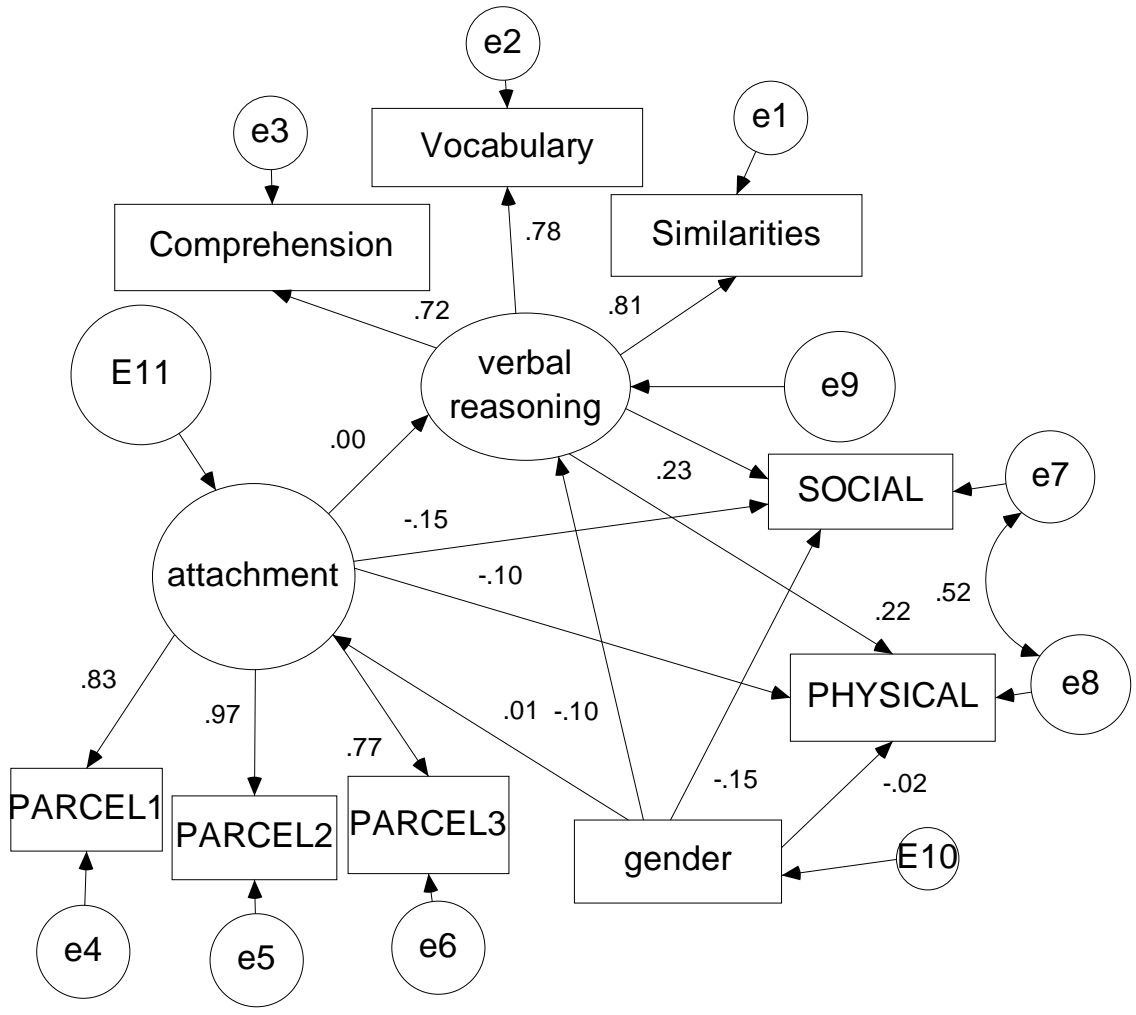 e2
e1
e3
Vocabulary
Similarities
Comprehension
.78
.72
.81
E11
verbal
reasoning
e9
.00
.23
SOCIAL
e7
-.15
attachment
-.10
.52
.22
e8
PHYSICAL
.83
.97
.01
-.10
.77
-.15
-.02
PARCEL1
PARCEL2
PARCEL3
gender
E10
e4
e5
e6